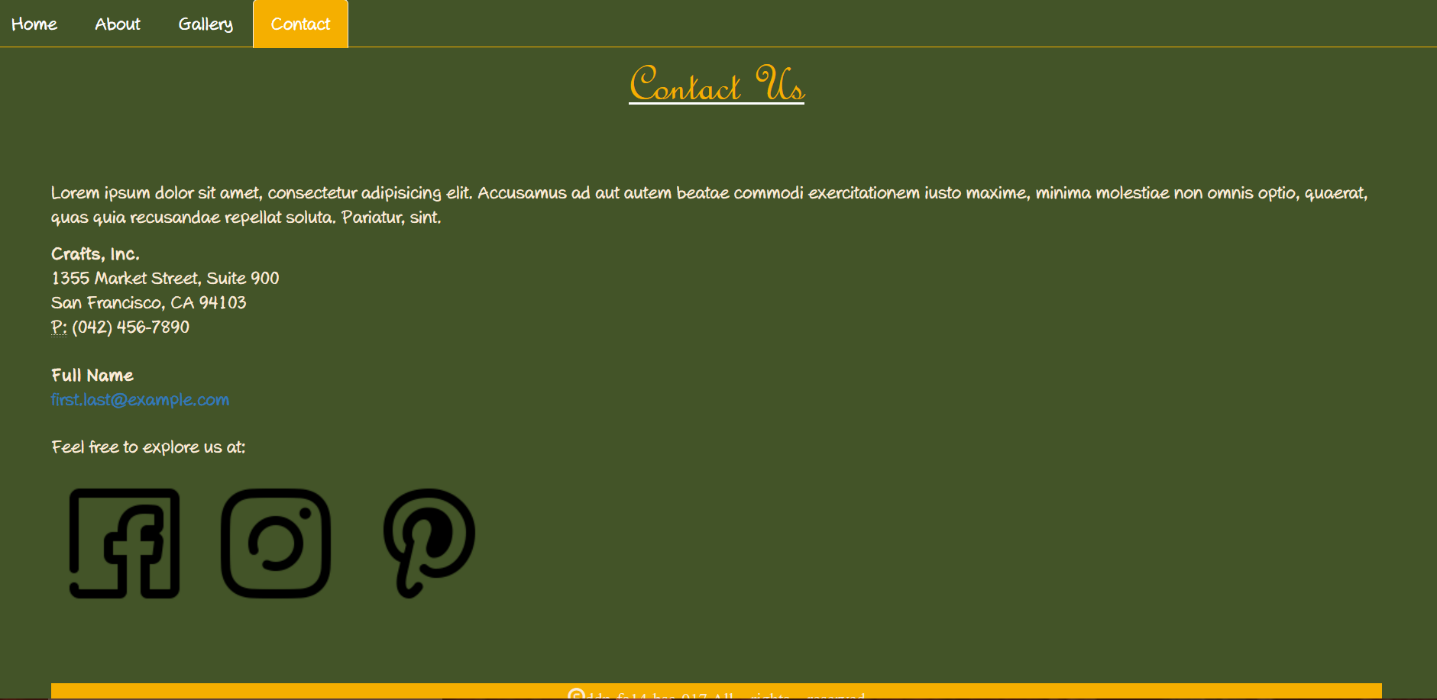 Home About Gallery Contact
Contact Us
Lorem ipsum dolor sit amet, consectetur adipisicing elit. Accusamus ad aut autem beatae commodi exercitationem iusto maxime, minima molestiae non omnis optio, quaerat,
quas quia recusandae repellat soluta. Pariatur, sint.
Crafts, Inc.
1355 Market Street, Suite 900
San Francisco, CA 94103
P: (042) 456-7890
Full Name
first.last@example.com
Feel free to explore us at:
All rights reserved